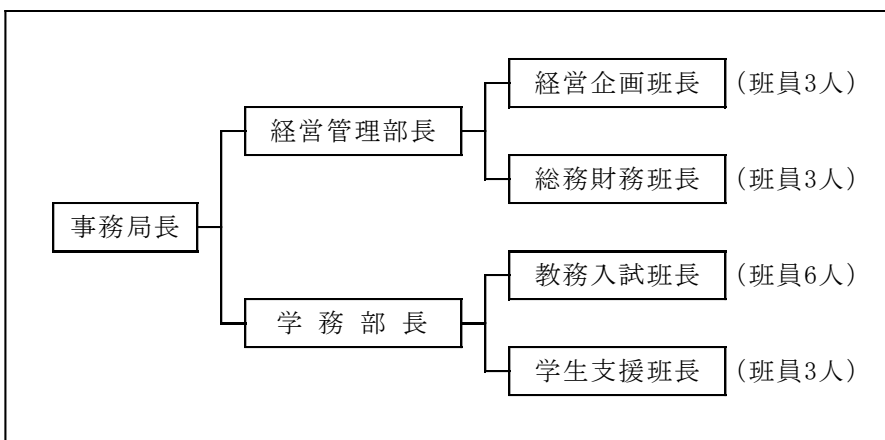 経営企画班長 (班員3人)
経営管理部長
総務財務班長 (班員3人)
事務局長
教務入試班長 (班員6人)
学務部長
学生支援班長 (班員3人)